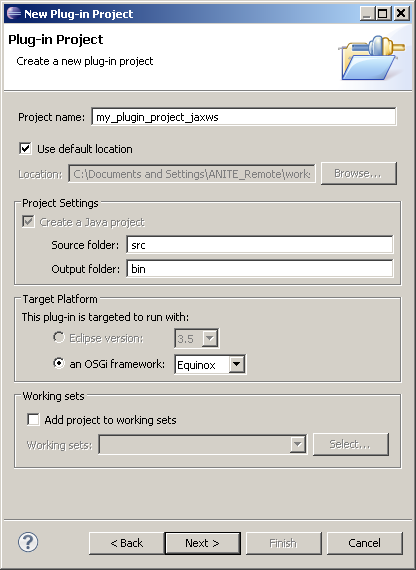 New Plug-in Project
Plug-in Project
Create a new plug-in project
Project name: my_plugin_project_jaxws
Use default location
Location: C:\Documents and Settings\ANITE_Remote\work Browse...
Project Settings
Create a Java project
Source folder: src
Output folder: bin
Target Platform
This plug-in is targeted to run with:
Eclipse version: 3.5
an OSGi framework: Equinox
Working sets
Add project to working sets
Working sets: Select...
? < Back Next > Finish Cancel